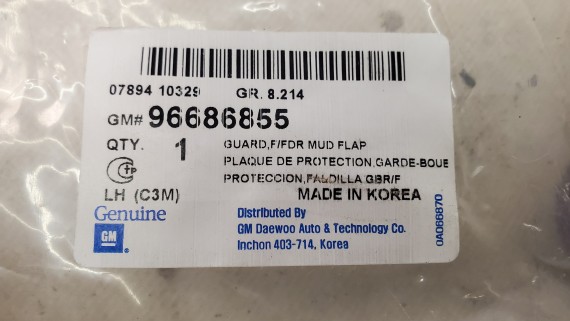 07894 10329 GR. 8.214
GM# 96686855
QTY. 1
GUARD,F/FDR MUD FLAP
PLAQUE DE PROTECTION,GARDE-BOUE
PROTECCION,FALDILLA GBR/F
LH (C3M)
MADE IN KOREA
Genuine
GM
Distributed By
GM Daewoo Auto & Technology Co.
Inchon 403-714, Korea
0A066870